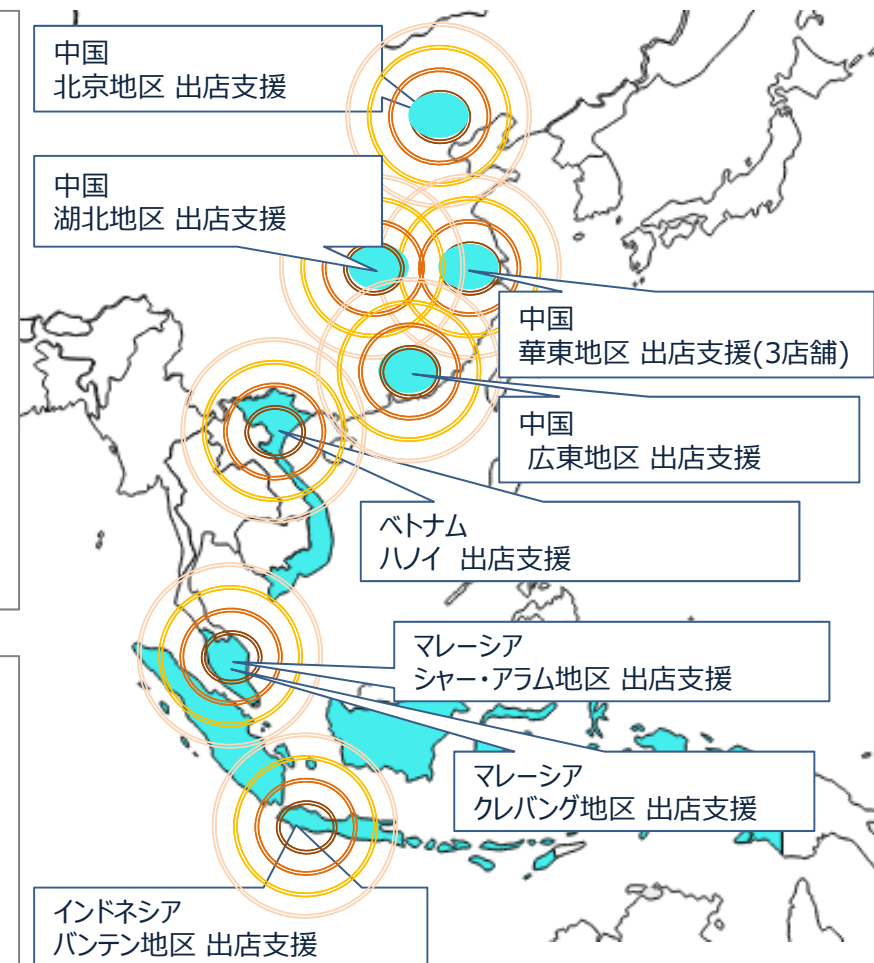 中国
北京地区 出店支援
中国
湖北地区 出店支援
中国
華東地区 出店支援(3店舗)
中国
広東地区 出店支援
ベトナム
ハノイ 出店支援
マレーシア
シャー・アラム地区 出店支援
マレーシア
クレバング地区 出店支援
インドネシア
バンテン地区 出店支援